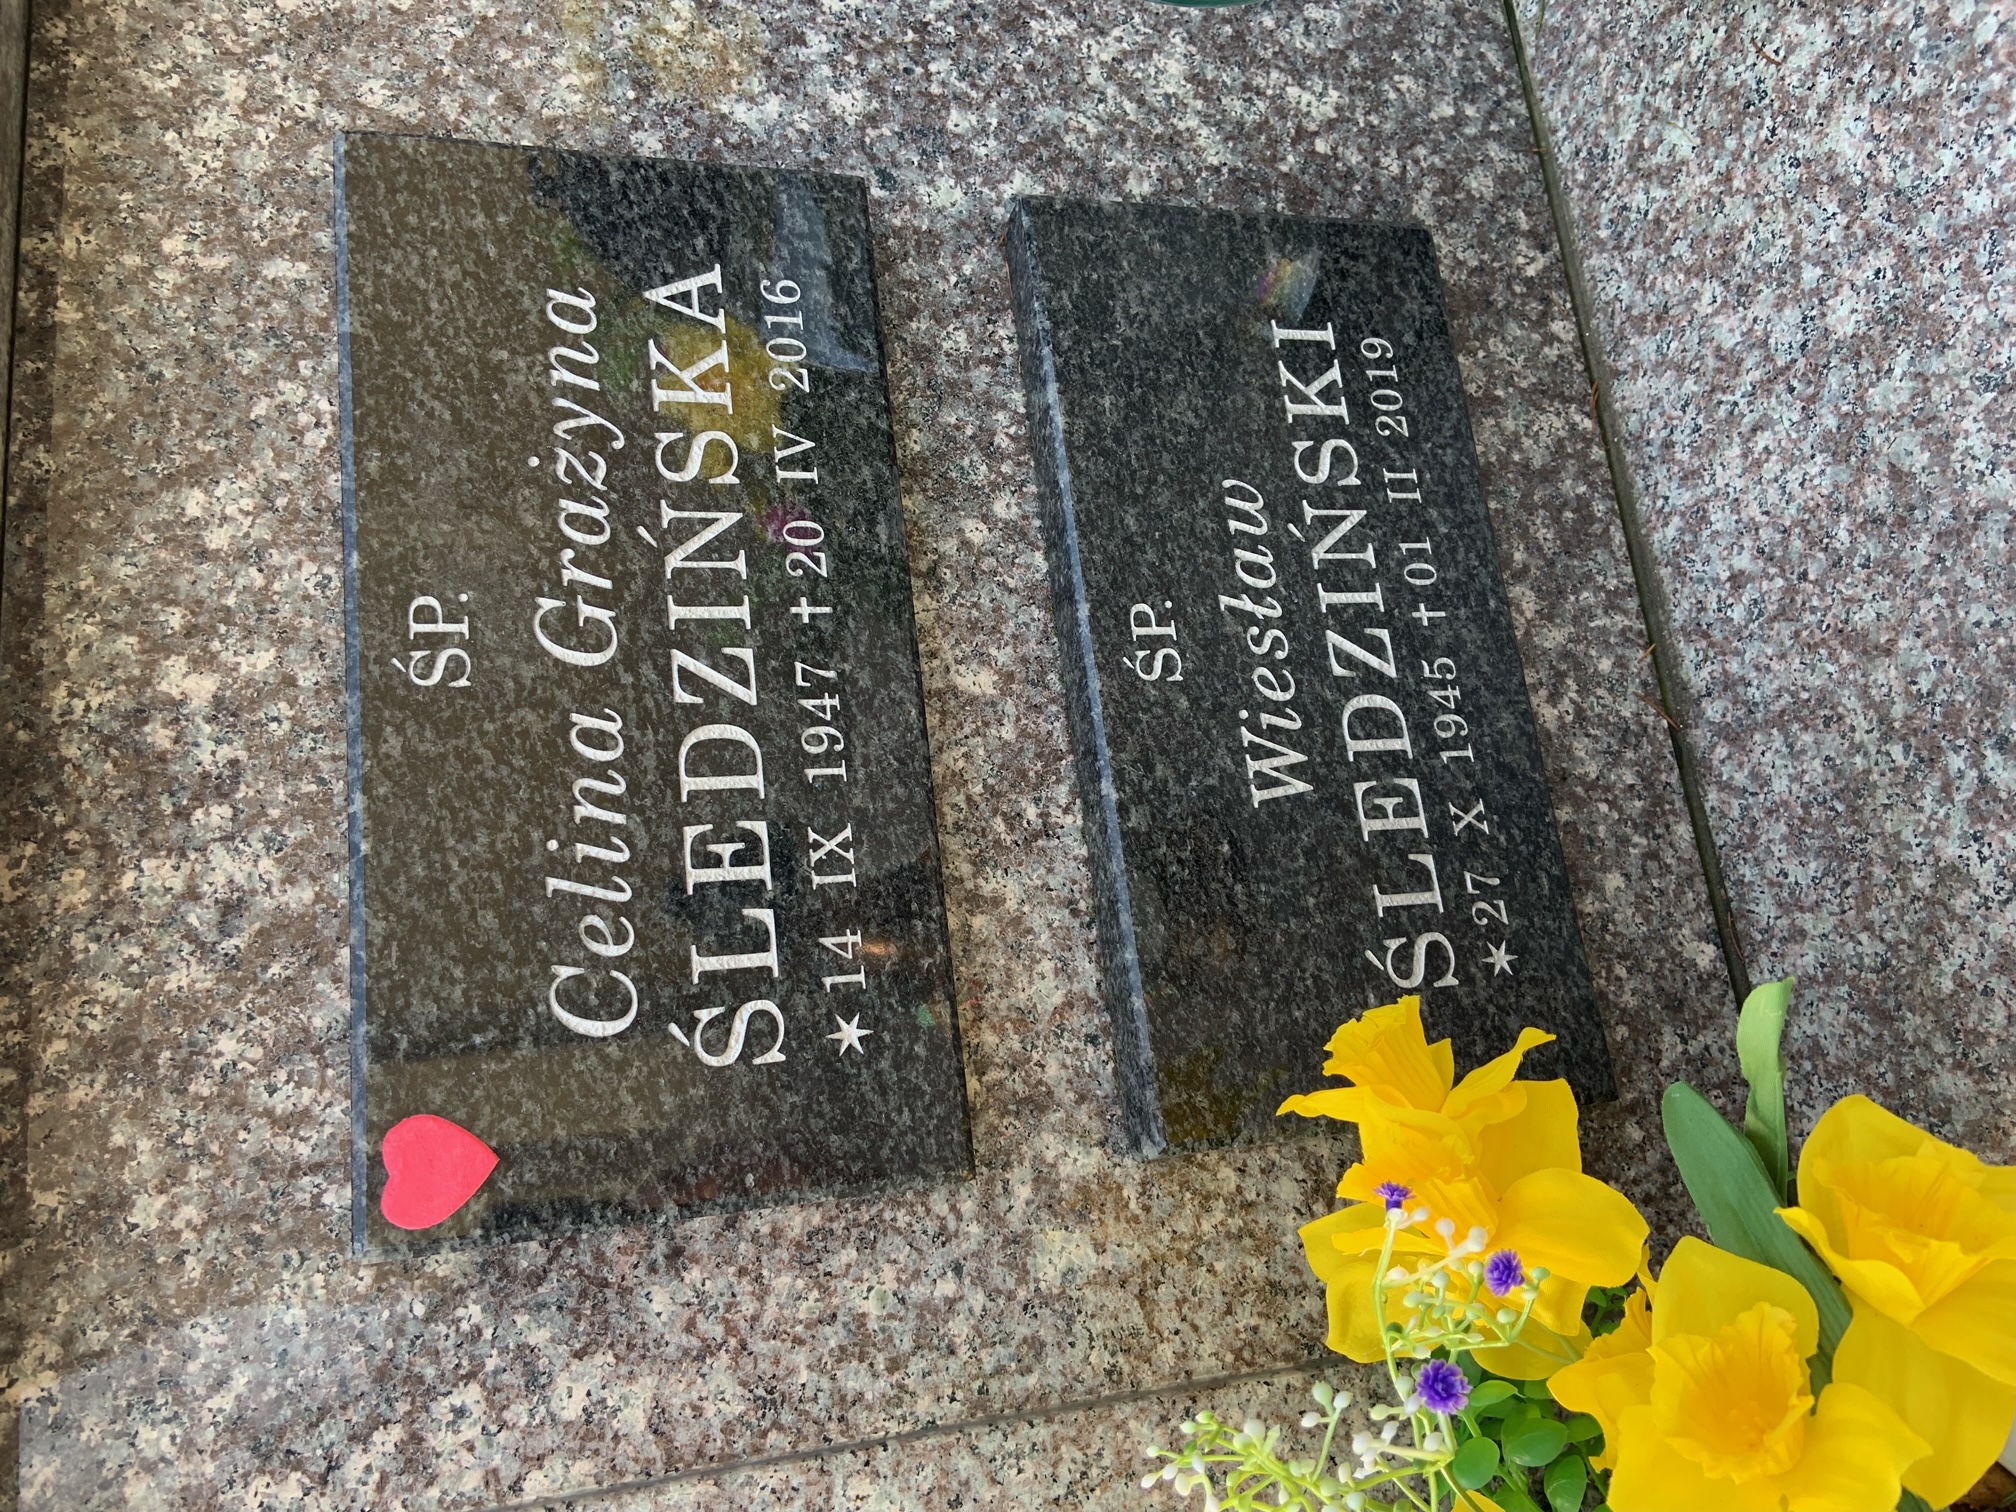 ŚP.
Celina Grażyna
ŚLEDZIŃSKA
✶ 14 IX 1947 † 20 IV 2016
ŚP.
Wiesław
ŚLEDZIŃSKI
✶ 27 X 1945 † 01 II 2019